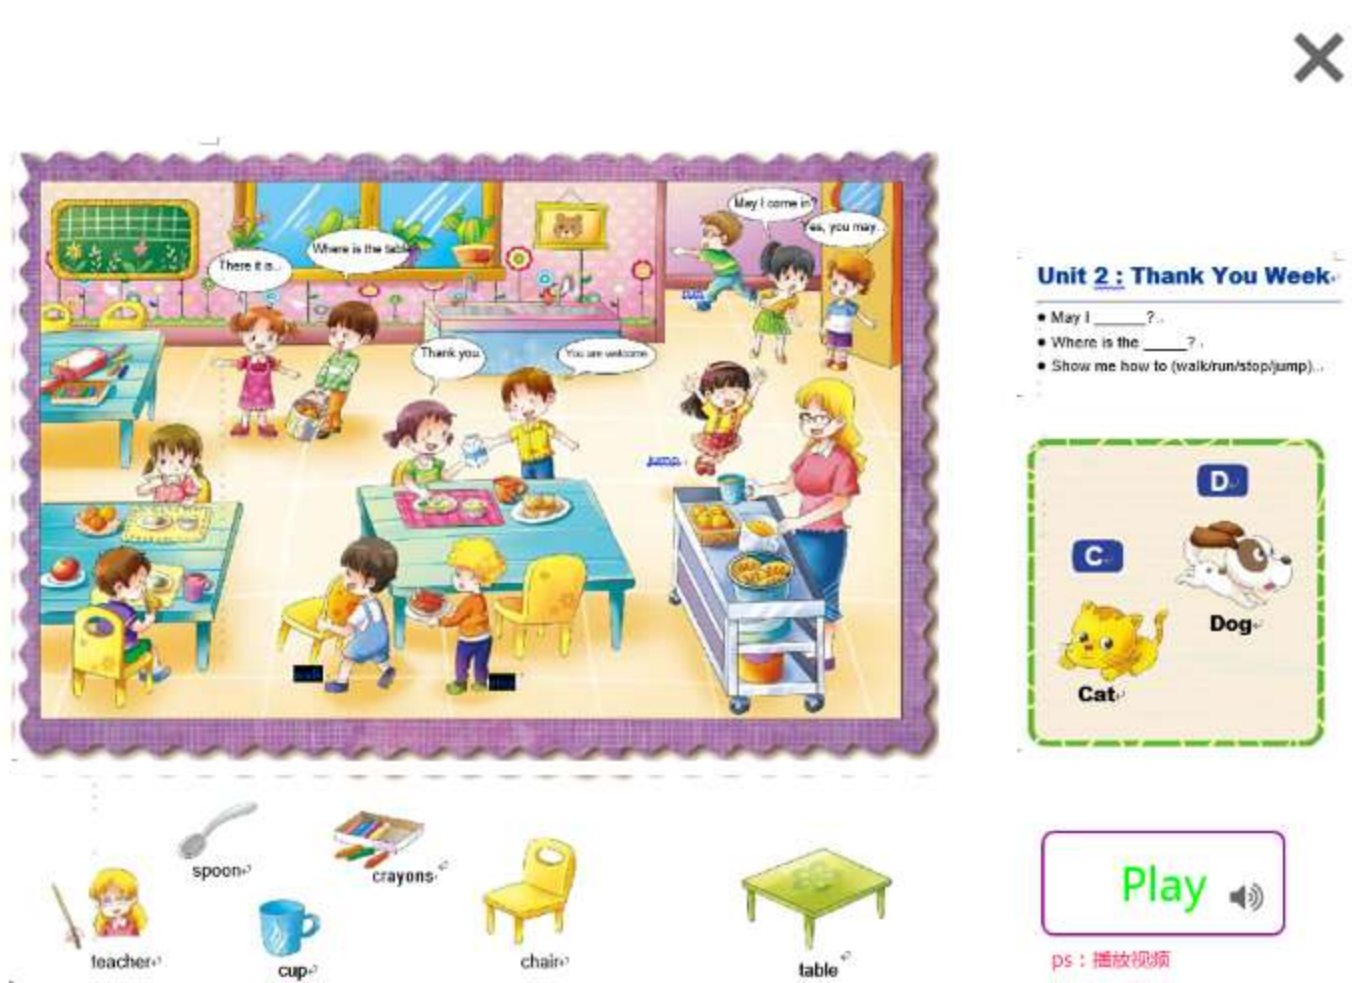 May I come in?
Yes, you may.
Where is the table
There it is.
Thank you.
You are welcome.
jump
Unit 2 : Thank You Week
● May I ______?
● Where is the _____?
● Show me how to (walk/run/stop/jump).
D
C
Dog
Cat
spoon
crayons
teacher
cup
chair
table
Play
ps：播放视频